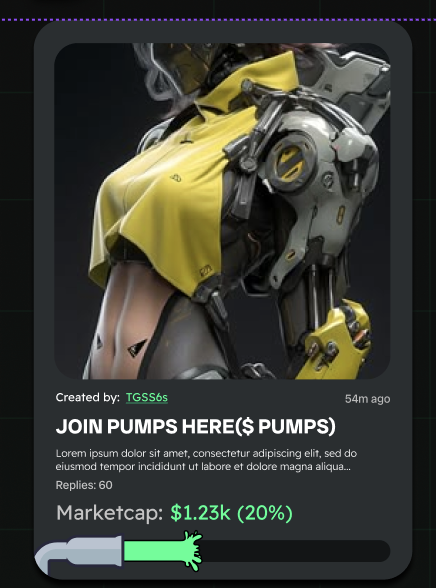 Created by: TGSS6s
54m ago
JOIN PUMPS HERE($ PUMPS)
Lorem ipsum dolor sit amet, consectetur adipiscing elit, sed do
eiusmod tempor incididunt ut labore et dolore magna aliqua...
Replies: 60
Marketcap: $1.23k (20%)